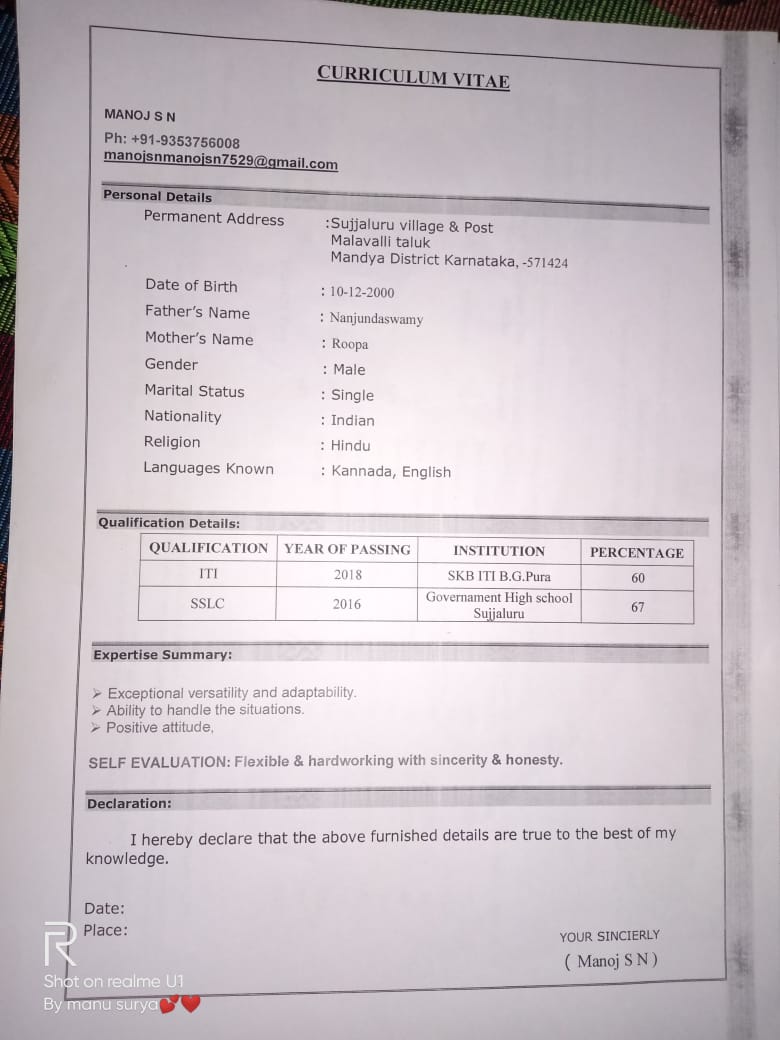 CURRICULUM VITAE
MANOJ S N
Ph: +91-9353756008
manojsnmanojsn7529@gmail.com
Personal Details
Permanent Address :Sujjaluru village & Post
Malavalli taluk
Mandya District Karnataka, -571424
Date of Birth : 10-12-2000
Father's Name : Nanjundaswamy
Mother's Name : Roopa
Gender : Male
Marital Status : Single
Nationality : Indian
Religion : Hindu
Languages Known : Kannada, English
Qualification Details:
QUALIFICATION YEAR OF PASSING INSTITUTION PERCENTAGE
ITI 2018 SKB ITI B.G.Pura 60
SSLC 2016 Governament High school Sujjaluru 67
Expertise Summary:
➢ Exceptional versatility and adaptability.
➢ Ability to handle the situations.
➢ Positive attitude,
SELF EVALUATION: Flexible & hardworking with sincerity & honesty.
Declaration:
I hereby declare that the above furnished details are true to the best of my
knowledge.
Date:
Place:
YOUR SINCIERLY
( Manoj S N )
R
Shot on realme U1
By manu surya💕❤